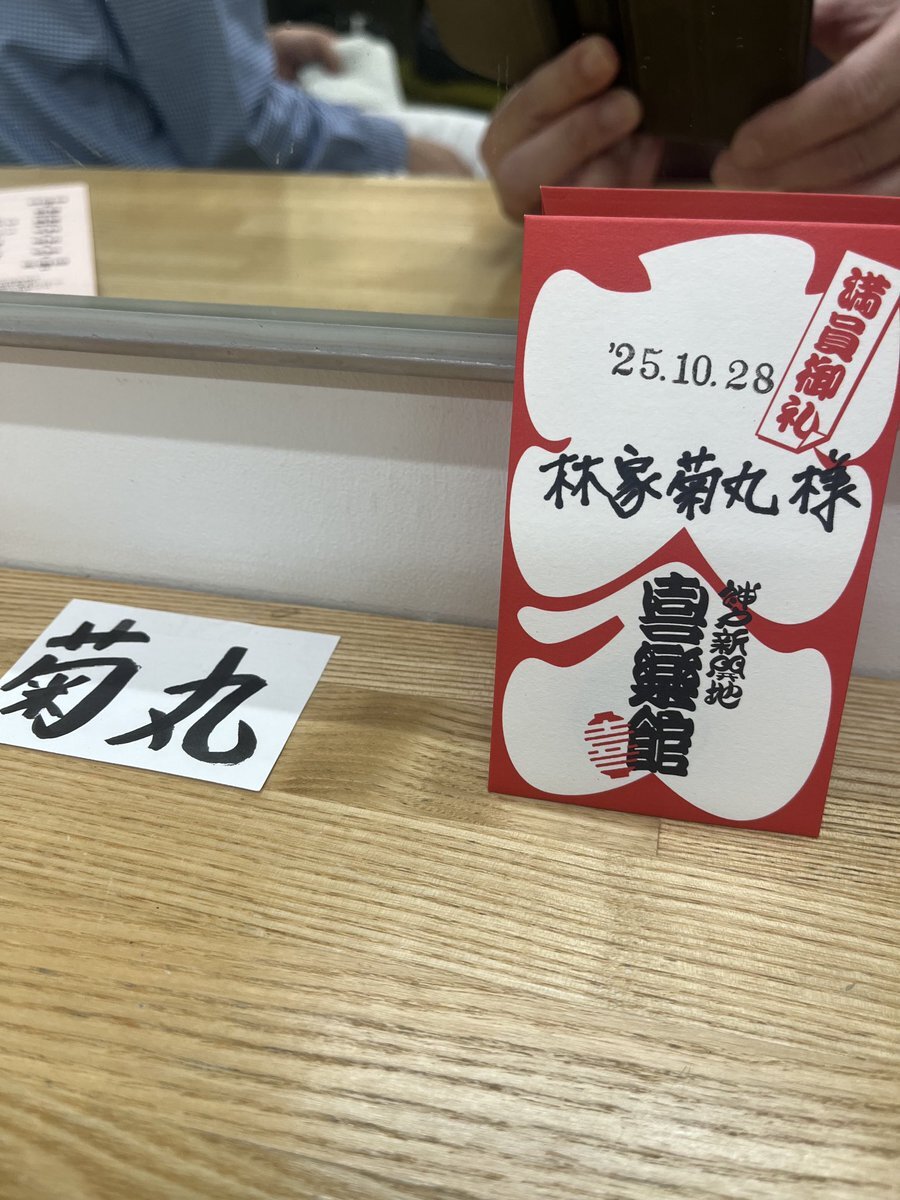 満員御礼
'25.10.28
林家菊丸様
神戸新開地
喜楽館
菊丸